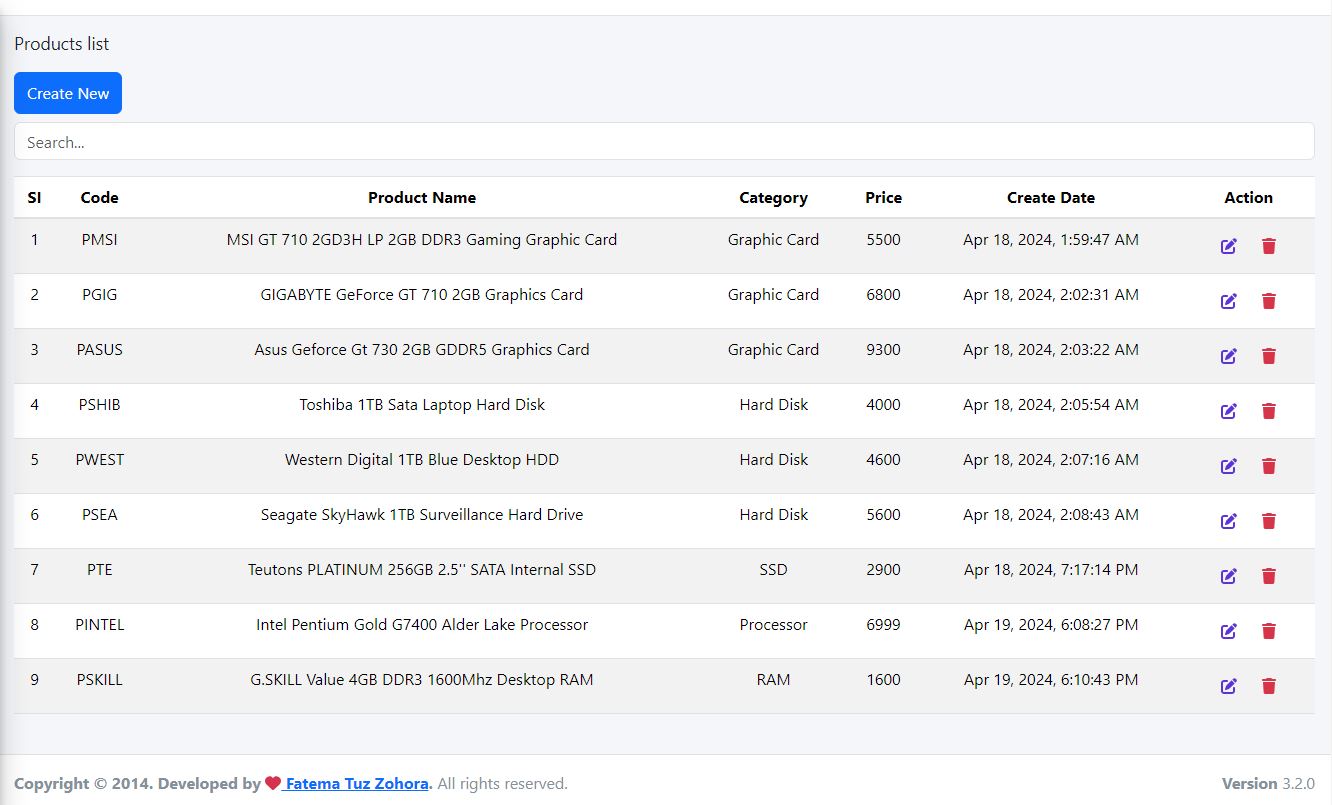 Products list
Create New
Search...
SI Code Product Name Category Price Create Date Action
1 PMSI MSI GT 710 2GD3H LP 2GB DDR3 Gaming Graphic Card Graphic Card 5500 Apr 18, 2024, 1:59:47 AM
2 PGIG GIGABYTE GeForce GT 710 2GB Graphics Card Graphic Card 6800 Apr 18, 2024, 2:02:31 AM
3 PASUS Asus Geforce Gt 730 2GB GDDR5 Graphics Card Graphic Card 9300 Apr 18, 2024, 2:03:22 AM
4 PSHIB Toshiba 1TB Sata Laptop Hard Disk Hard Disk 4000 Apr 18, 2024, 2:05:54 AM
5 PWEST Western Digital 1TB Blue Desktop HDD Hard Disk 4600 Apr 18, 2024, 2:07:16 AM
6 PSEA Seagate SkyHawk 1TB Surveillance Hard Drive Hard Disk 5600 Apr 18, 2024, 2:08:43 AM
7 PTE Teutons PLATINUM 256GB 2.5'' SATA Internal SSD SSD 2900 Apr 18, 2024, 7:17:14 PM
8 PINTEL Intel Pentium Gold G7400 Alder Lake Processor Processor 6999 Apr 19, 2024, 6:08:27 PM
9 PSKILL G.SKILL Value 4GB DDR3 1600Mhz Desktop RAM RAM 1600 Apr 19, 2024, 6:10:43 PM
Copyright © 2014. Developed by ❤ Fatema Tuz Zohora. All rights reserved. Version 3.2.0